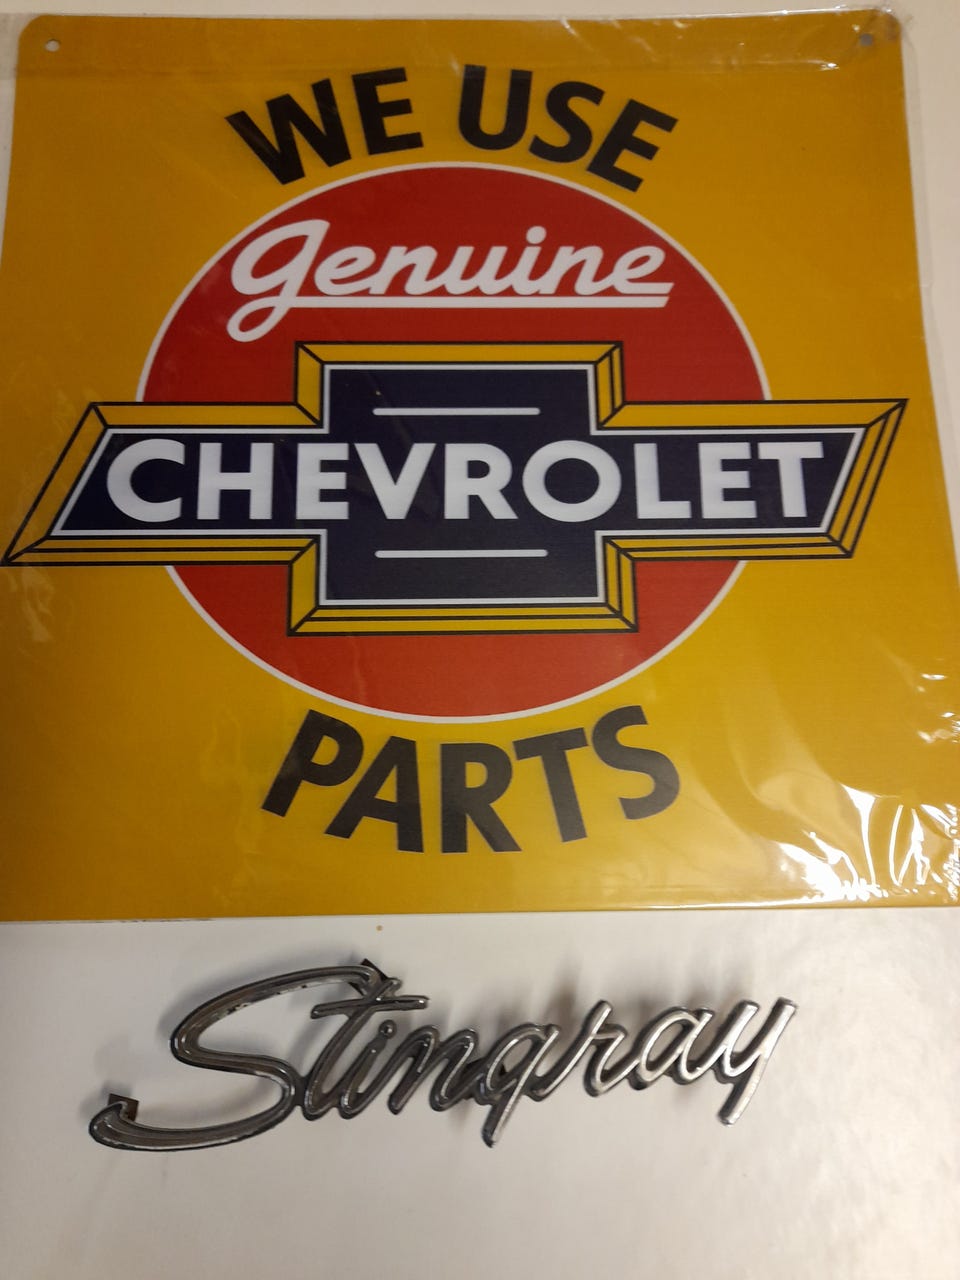 WE USE
Genuine
CHEVROLET
PARTS
Stingray